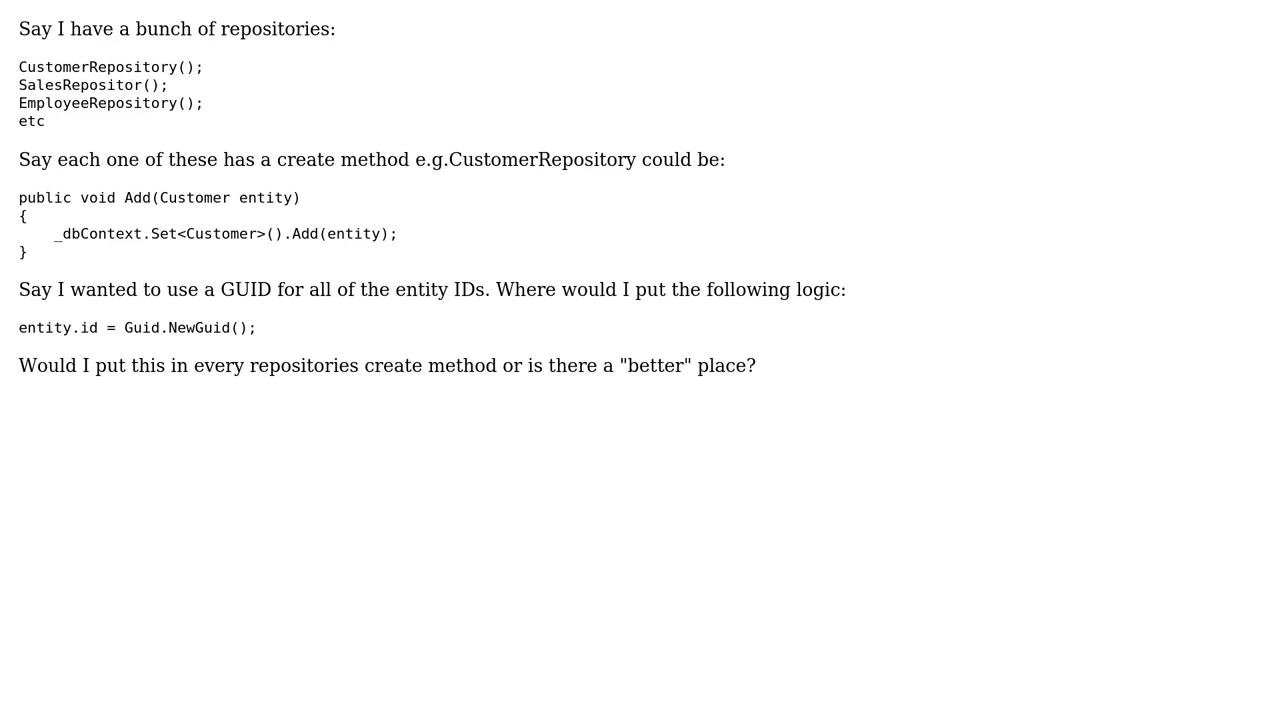 Say I have a bunch of repositories:
CustomerRepository();
SalesRepositor();
EmployeeRepository();
etc
Say each one of these has a create method e.g.CustomerRepository could be:
public void Add(Customer entity)
{
    _dbContext.Set<Customer>().Add(entity);
}
Say I wanted to use a GUID for all of the entity IDs. Where would I put the following logic:
entity.id = Guid.NewGuid();
Would I put this in every repositories create method or is there a "better" place?